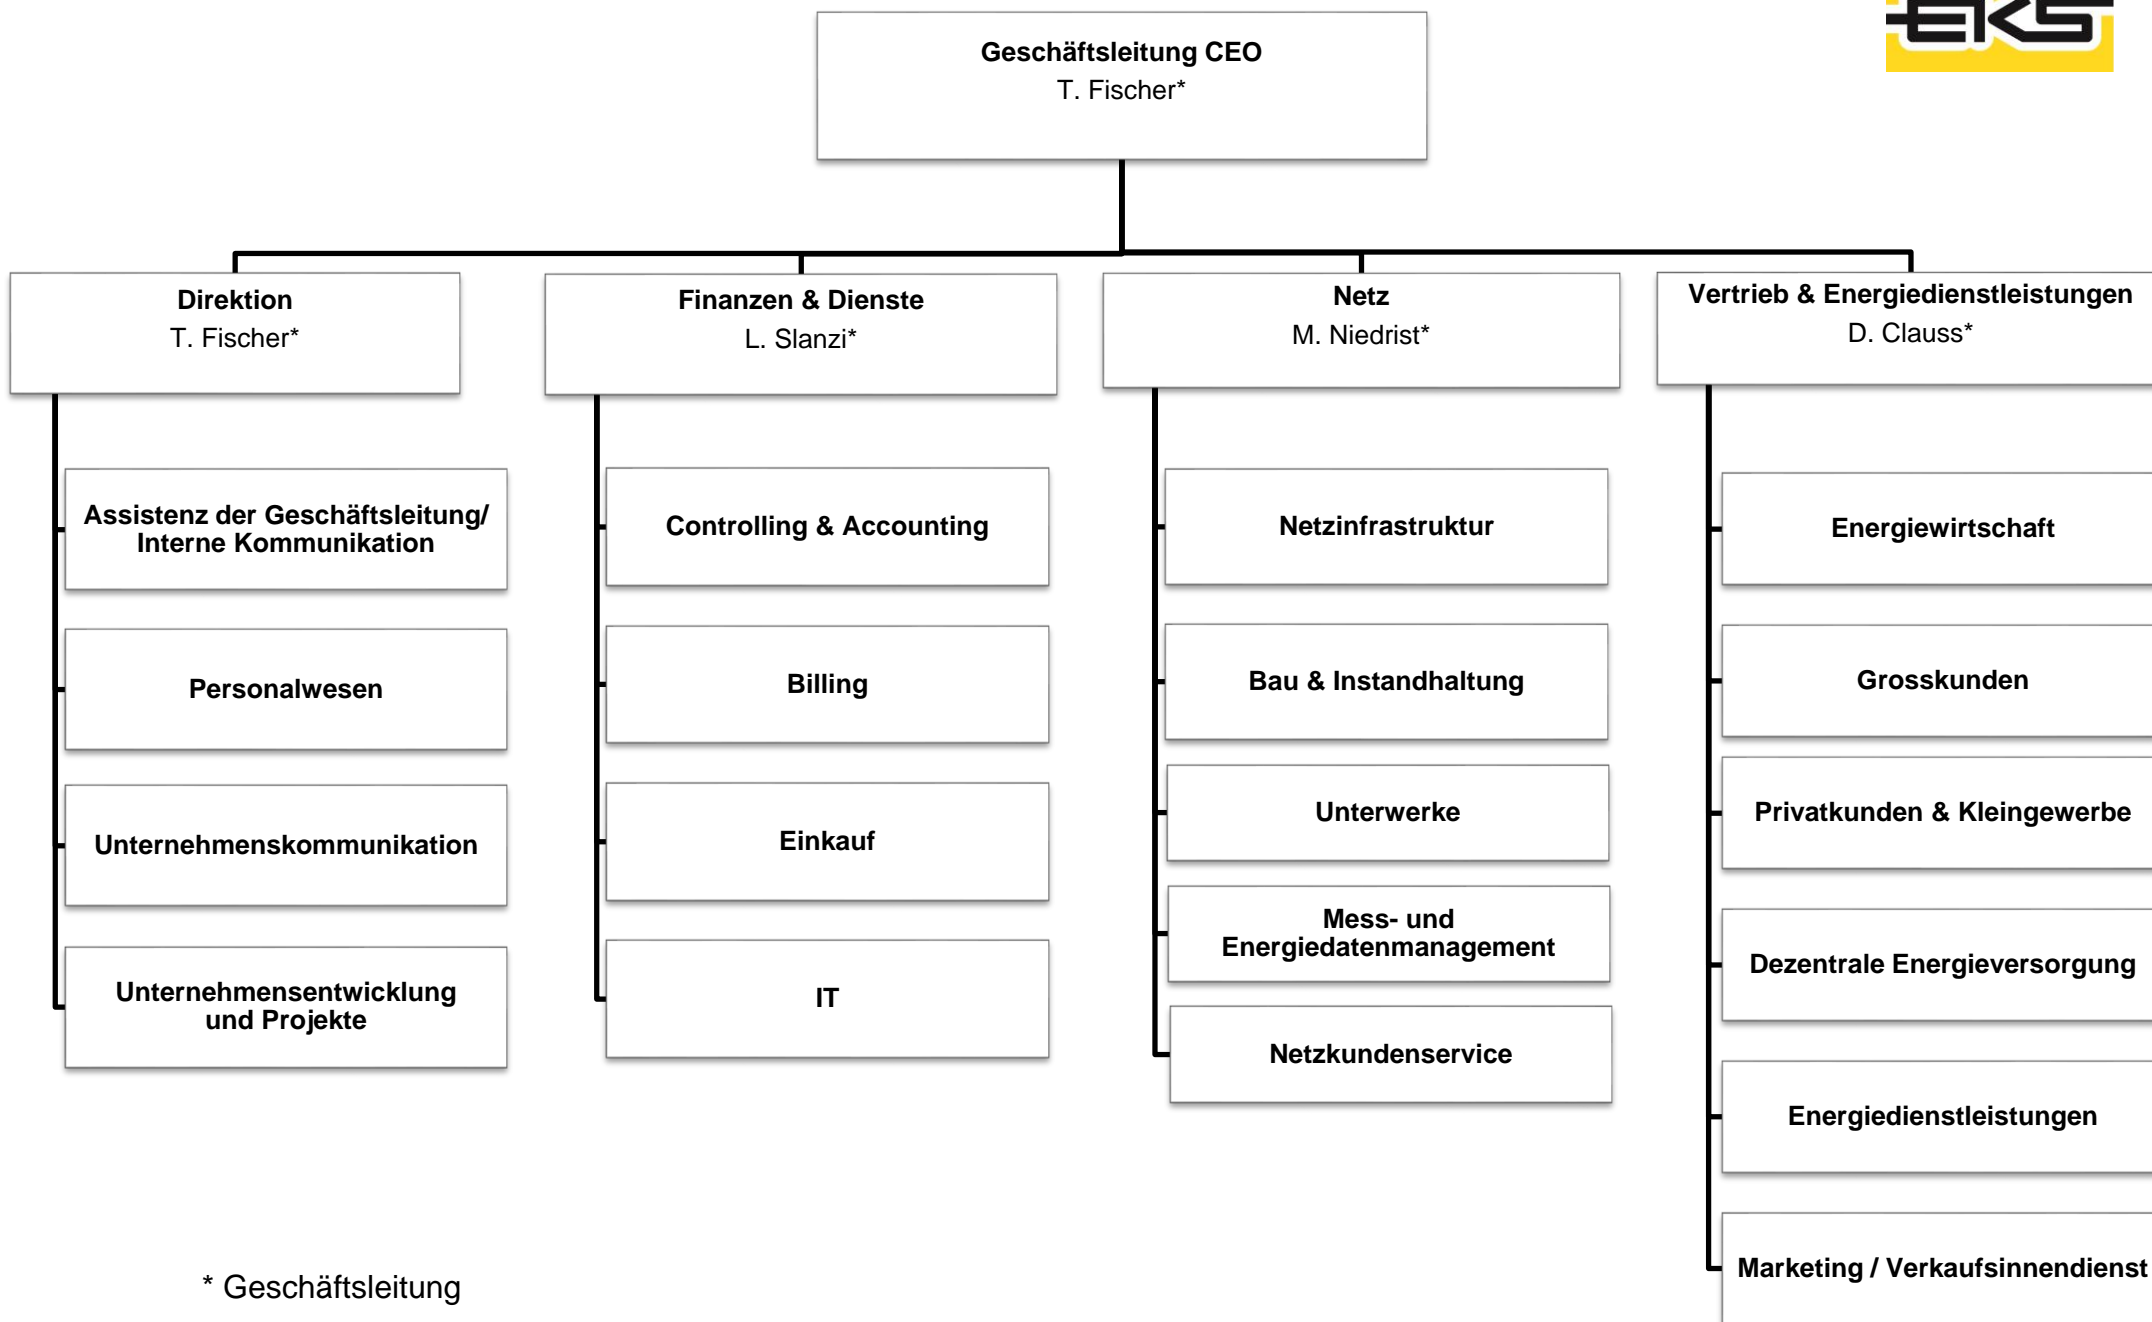 EKS
Geschäftsleitung CEO
T. Fischer*
Direktion
T. Fischer*
Assistenz der Geschäftsleitung/
Interne Kommunikation
Personalwesen
Unternehmenskommunikation
Unternehmensentwicklung
und Projekte
Finanzen & Dienste
L. Slanzi*
Controlling & Accounting
Billing
Einkauf
IT
Netz
M. Niedrist*
Netzinfrastruktur
Bau & Instandhaltung
Unterwerke
Mess- und
Energiedatenmanagement
Netzkundenservice
Vertrieb & Energiedienstleistungen
D. Clauss*
Energiewirtschaft
Grosskunden
Privatkunden & Kleingewerbe
Dezentrale Energieversorgung
Energiedienstleistungen
Marketing / Verkaufsinnendienst
* Geschäftsleitung